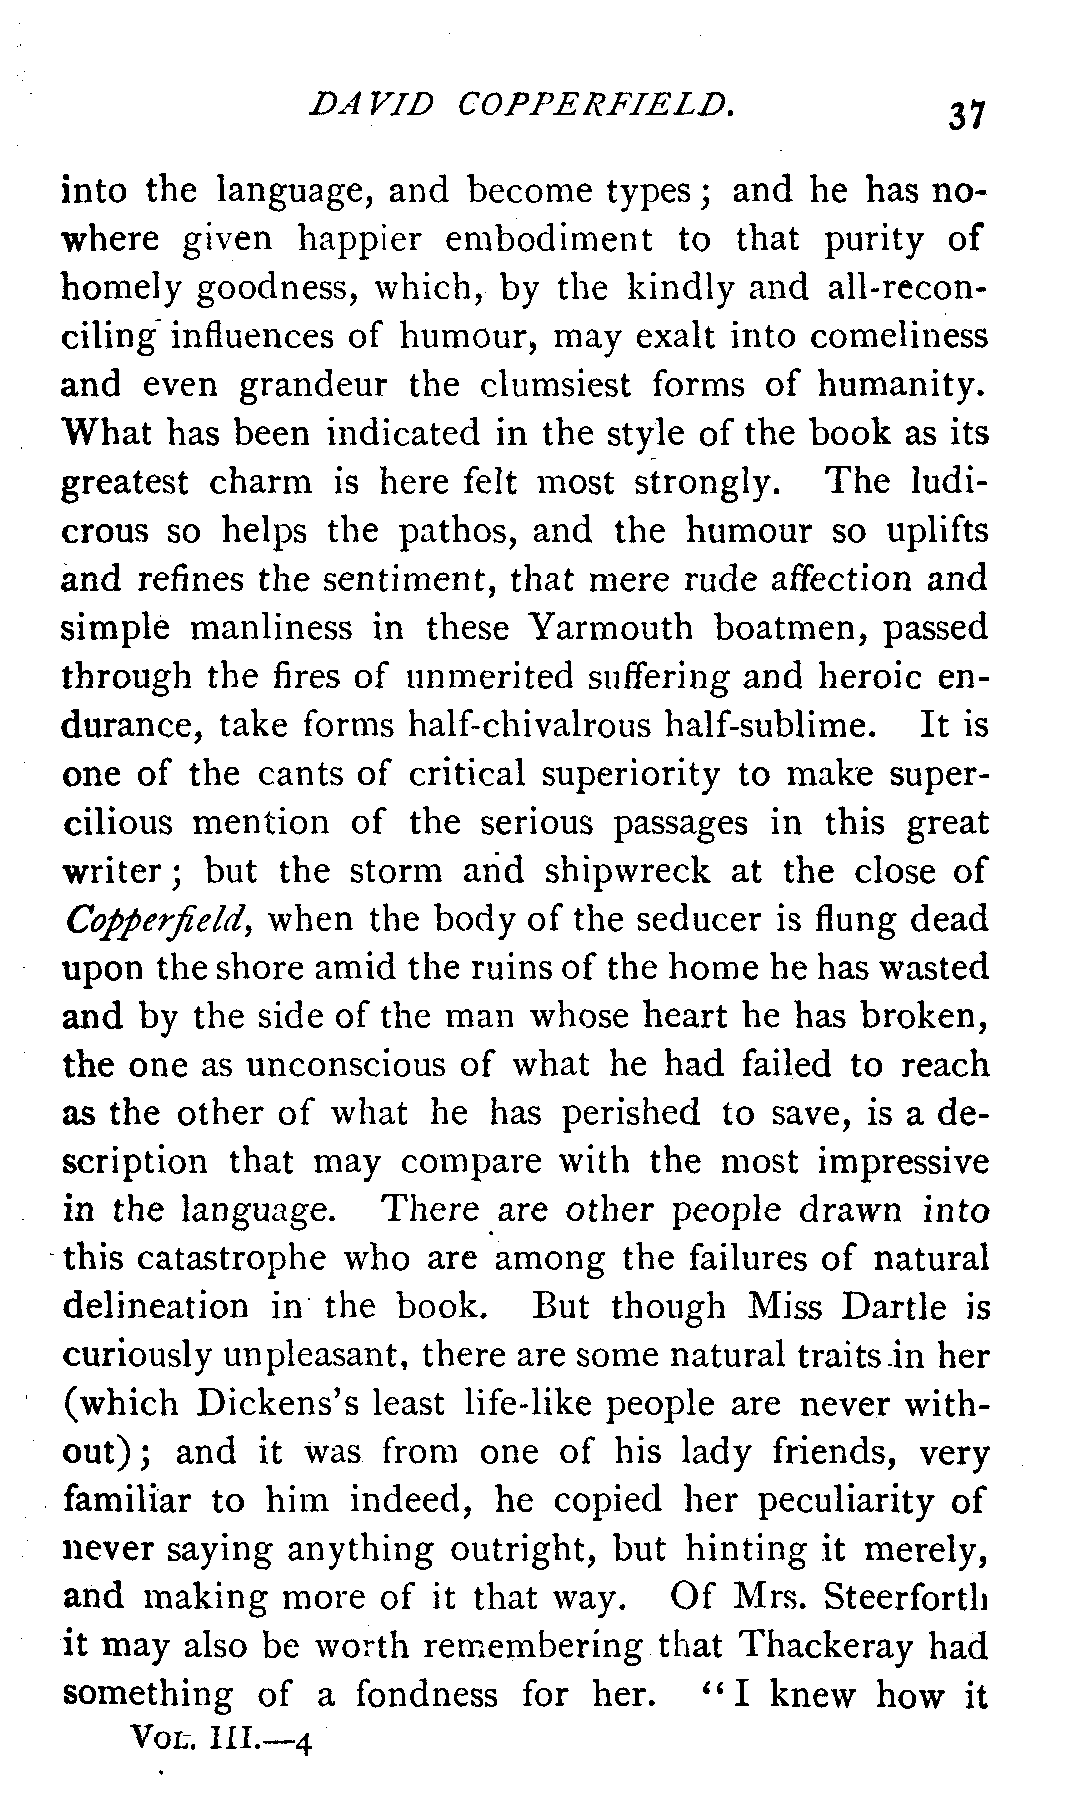 DAVID COPPERFIELD. 37
into the language, and become types; and he has no-
where given happier embodiment to that purity of
homely goodness, which, by the kindly and all-recon-
ciling influences of humour, may exalt into comeliness
and even grandeur the clumsiest forms of humanity.
What has been indicated in the style of the book as its
greatest charm is here felt most strongly. The ludi-
crous so helps the pathos, and the humour so uplifts
and refines the sentiment, that mere rude affection and
simple manliness in these Yarmouth boatmen, passed
through the fires of unmerited suffering and heroic en-
durance, take forms half-chivalrous half-sublime. It is
one of the cants of critical superiority to make super-
cilious mention of the serious passages in this great
writer; but the storm and shipwreck at the close of
Copperfield, when the body of the seducer is flung dead
upon the shore amid the ruins of the home he has wasted
and by the side of the man whose heart he has broken,
the one as unconscious of what he had failed to reach
as the other of what he has perished to save, is a de-
scription that may compare with the most impressive
in the language. There are other people drawn into
this catastrophe who are among the failures of natural
delineation in the book. But though Miss Dartle is
curiously unpleasant, there are some natural traits in her
(which Dickens's least life-like people are never with-
out); and it was from one of his lady friends, very
familiar to him indeed, he copied her peculiarity of
never saying anything outright, but hinting it merely,
and making more of it that way. Of Mrs. Steerforth
it may also be worth remembering that Thackeray had
something of a fondness for her. "I knew how it
VOL. III.—4